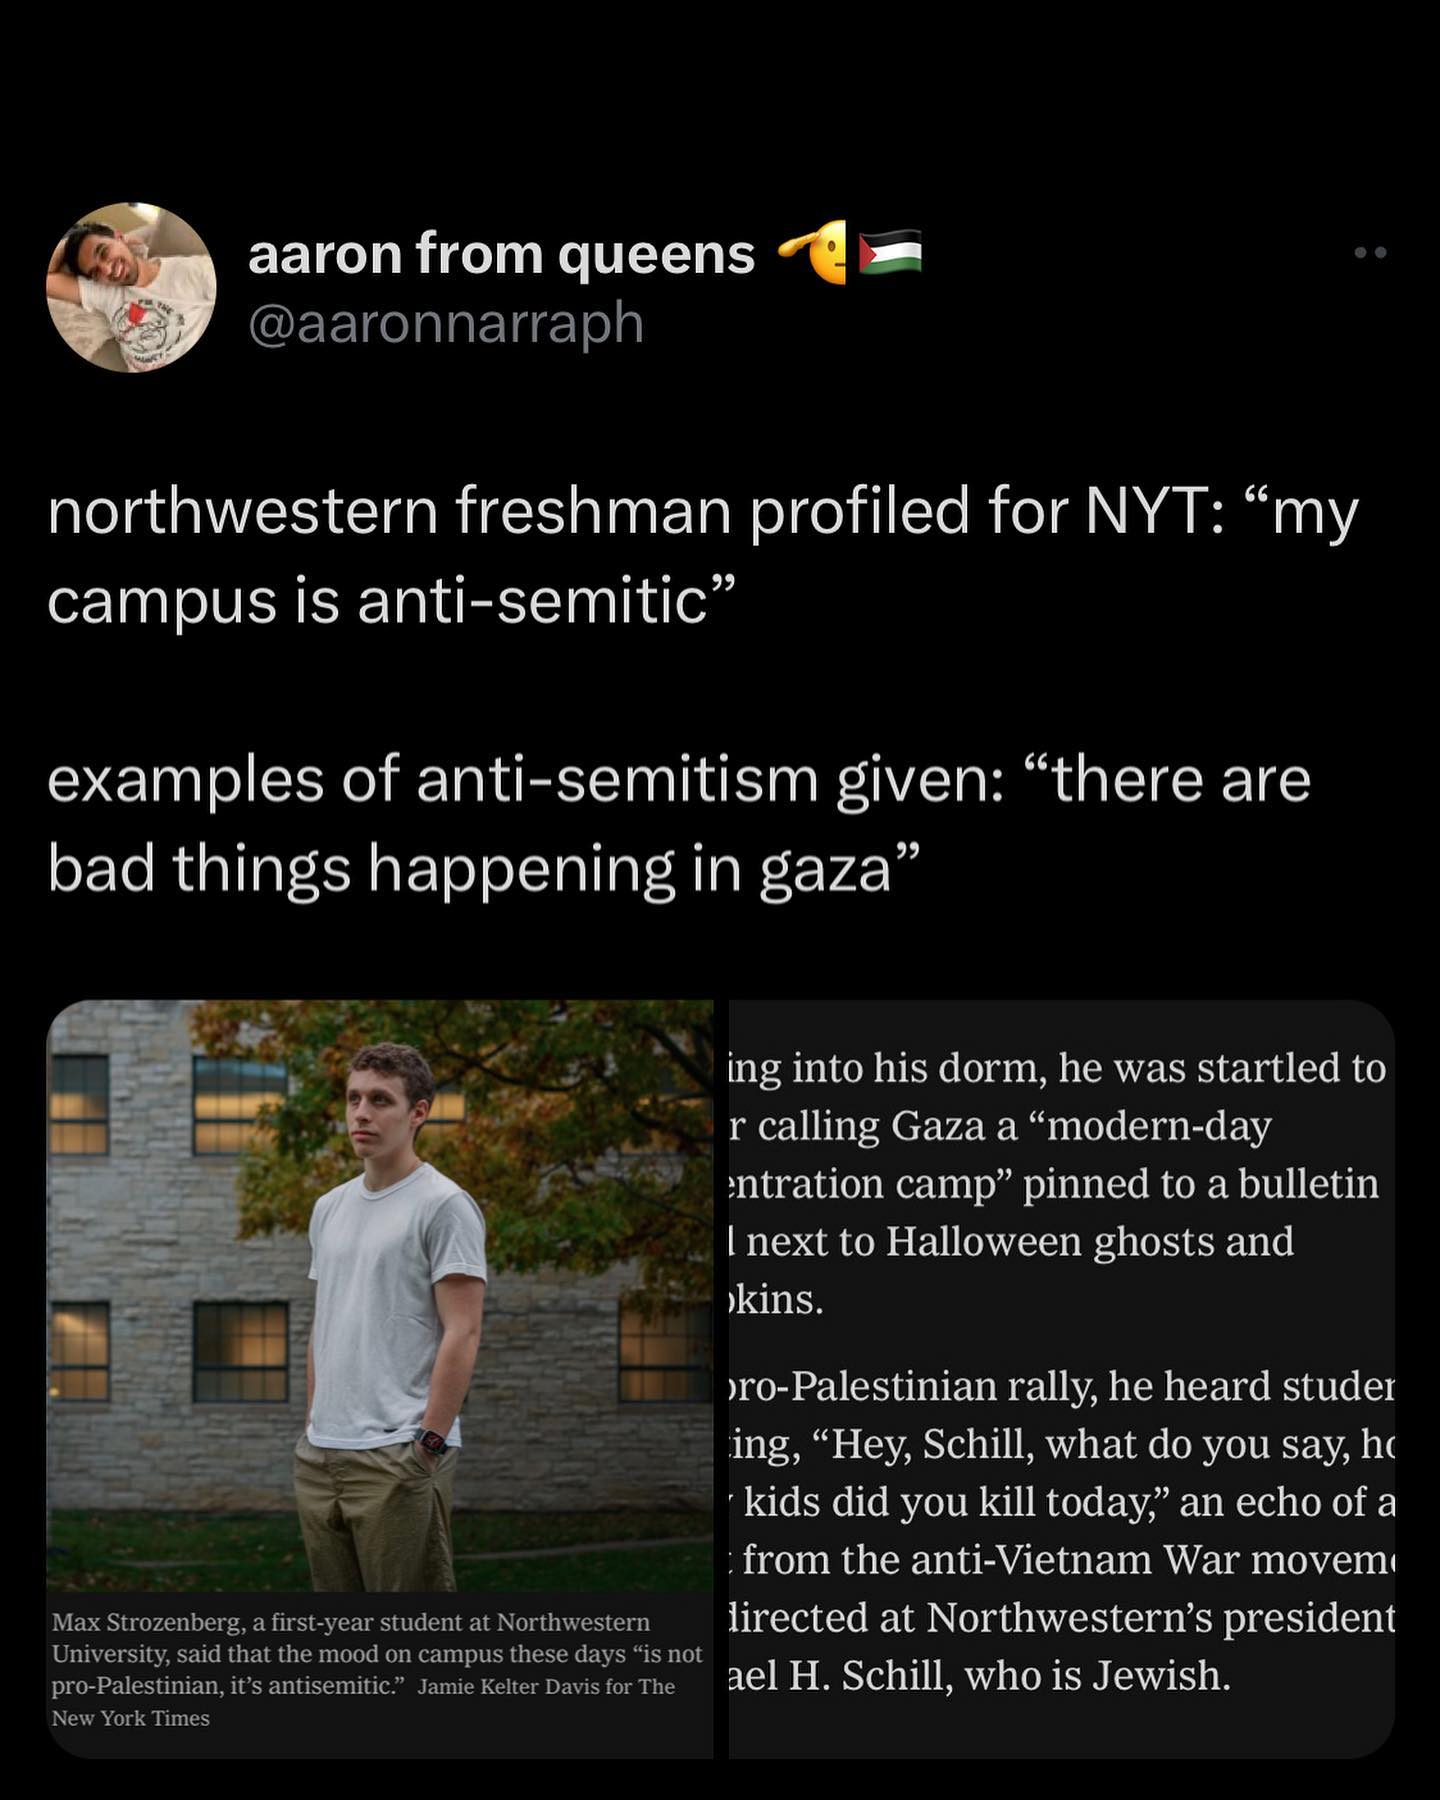 aaron from queens
@aaronnarraph
northwestern freshman profiled for NYT: “my
campus is anti-semitic”
examples of anti-semitism given: “there are
bad things happening in gaza”
Max Strozenberg, a first-year student at Northwestern
University, said that the mood on campus these days “is not
pro-Palestinian, it’s antisemitic.” Jamie Kelter Davis for The
New York Times
ing into his dorm, he was startled to
r calling Gaza a “modern-day
entration camp” pinned to a bulletin
next to Halloween ghosts and
kins.
pro-Palestinian rally, he heard studen
ting, “Hey, Schill, what do you say, ho
kids did you kill today,” an echo of a
from the anti-Vietnam War moveme
directed at Northwestern’s president
ael H. Schill, who is Jewish.